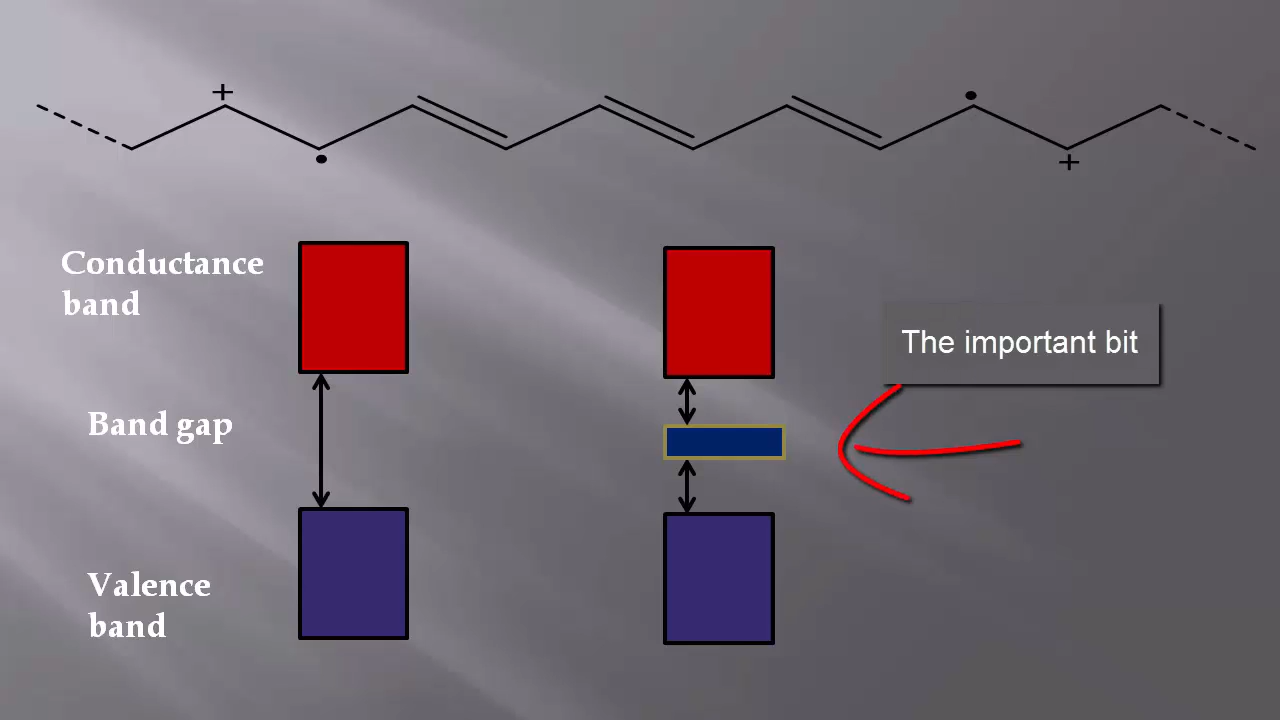 +
+
Conductance
band
The important bit
Band gap
Valence
band